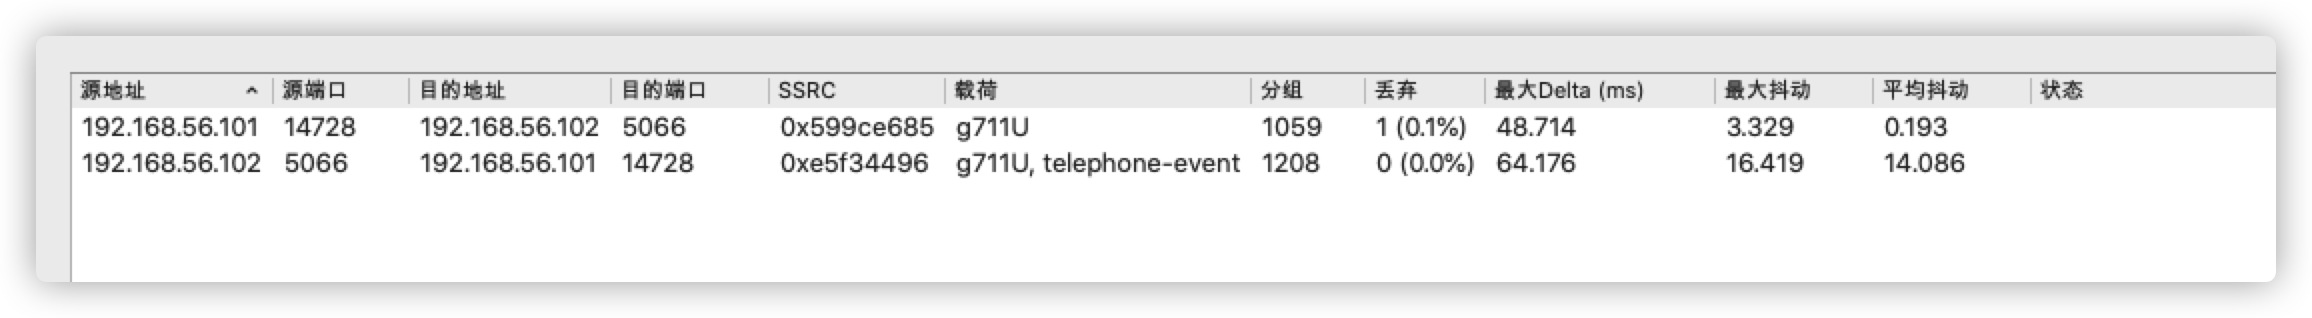 源地址 源端口 目的地址 目的端口 SSRC 载荷 分组 丢弃 最大Delta (ms) 最大抖动 平均抖动 状态
192.168.56.101 14728 192.168.56.102 5066 0x599ce685 g711U 1059 1 (0.1%) 48.714 3.329 0.193
192.168.56.102 5066 192.168.56.101 14728 0xe5f34496 g711U, telephone-event 1208 0 (0.0%) 64.176 16.419 14.086